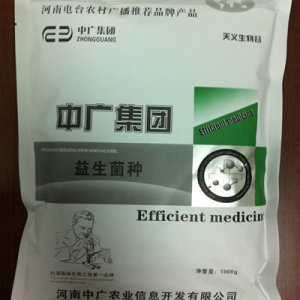 河南电台农村广播推荐品牌产品
中广集团
ZHONGGUANG
天义生物
中广集团
Efficient medicines
益生菌种
Efficient medicin
净重量: 1000g
河南中广农业信息开发有限公司